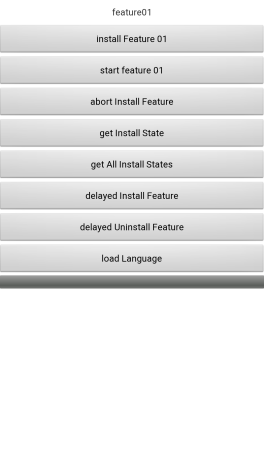 feature01
install Feature 01
start feature 01
abort Install Feature
get Install State
get All Install States
delayed Install Feature
delayed Uninstall Feature
load Language